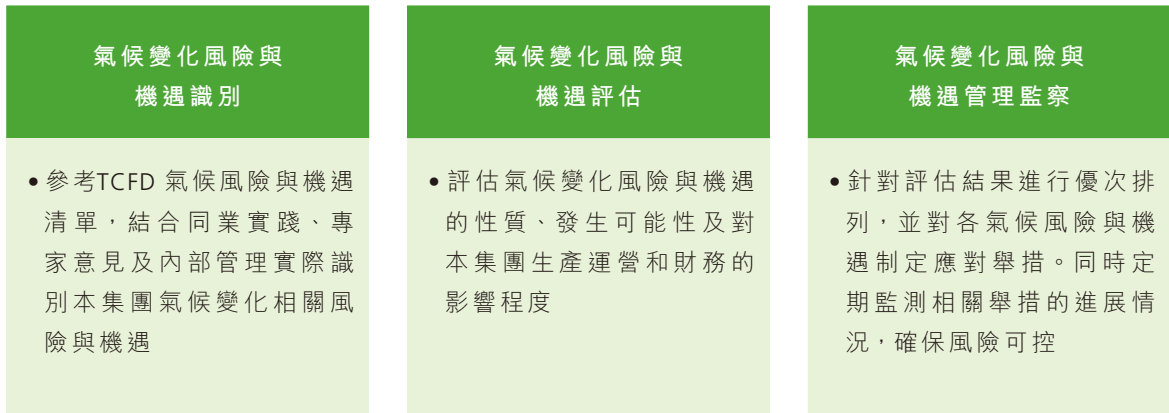 氣候變化風險與
機遇識別
• 參考TCFD 氣候風險與機遇
清單，結合同業實踐、專
家意見及內部管理實際識
別本集團氣候變化相關風
險與機遇
氣候變化風險與
機遇評估
• 評估氣候變化風險與機遇
的性質、發生可能性及對
本集團生產運營和財務的
影響程度
氣候變化風險與
機遇管理監察
• 針對評估結果進行優次排
列，並對各氣候風險與機
遇制定應對舉措。同時定
期監測相關舉措的進展情
況，確保風險可控